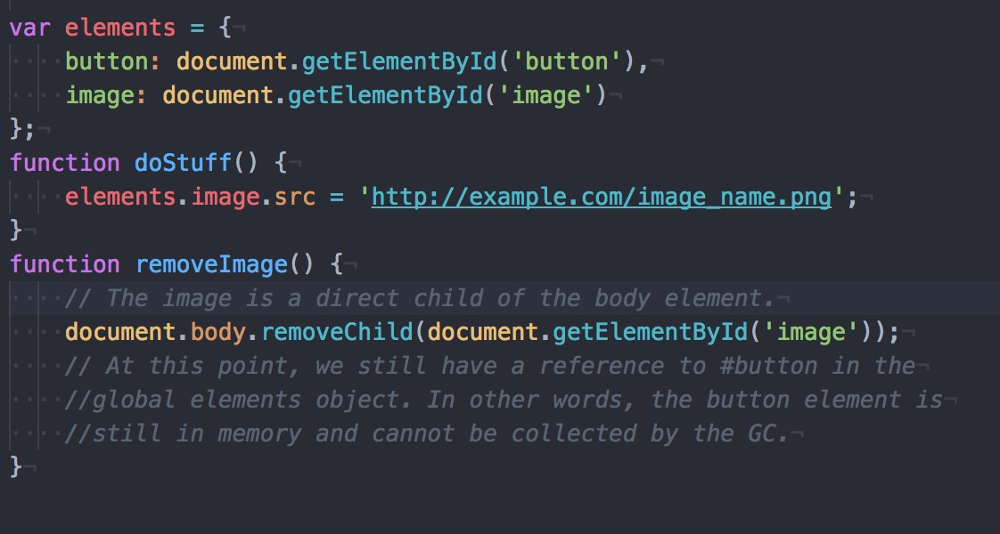 var elements = {
    button: document.getElementById('button'),
    image: document.getElementById('image')
};
function doStuff() {
    elements.image.src = 'http://example.com/image_name.png';
}
function removeImage() {
    // The image is a direct child of the body element.
    document.body.removeChild(document.getElementById('image'));
    // At this point, we still have a reference to #button in the
    //global elements object. In other words, the button element is
    //still in memory and cannot be collected by the GC.
}